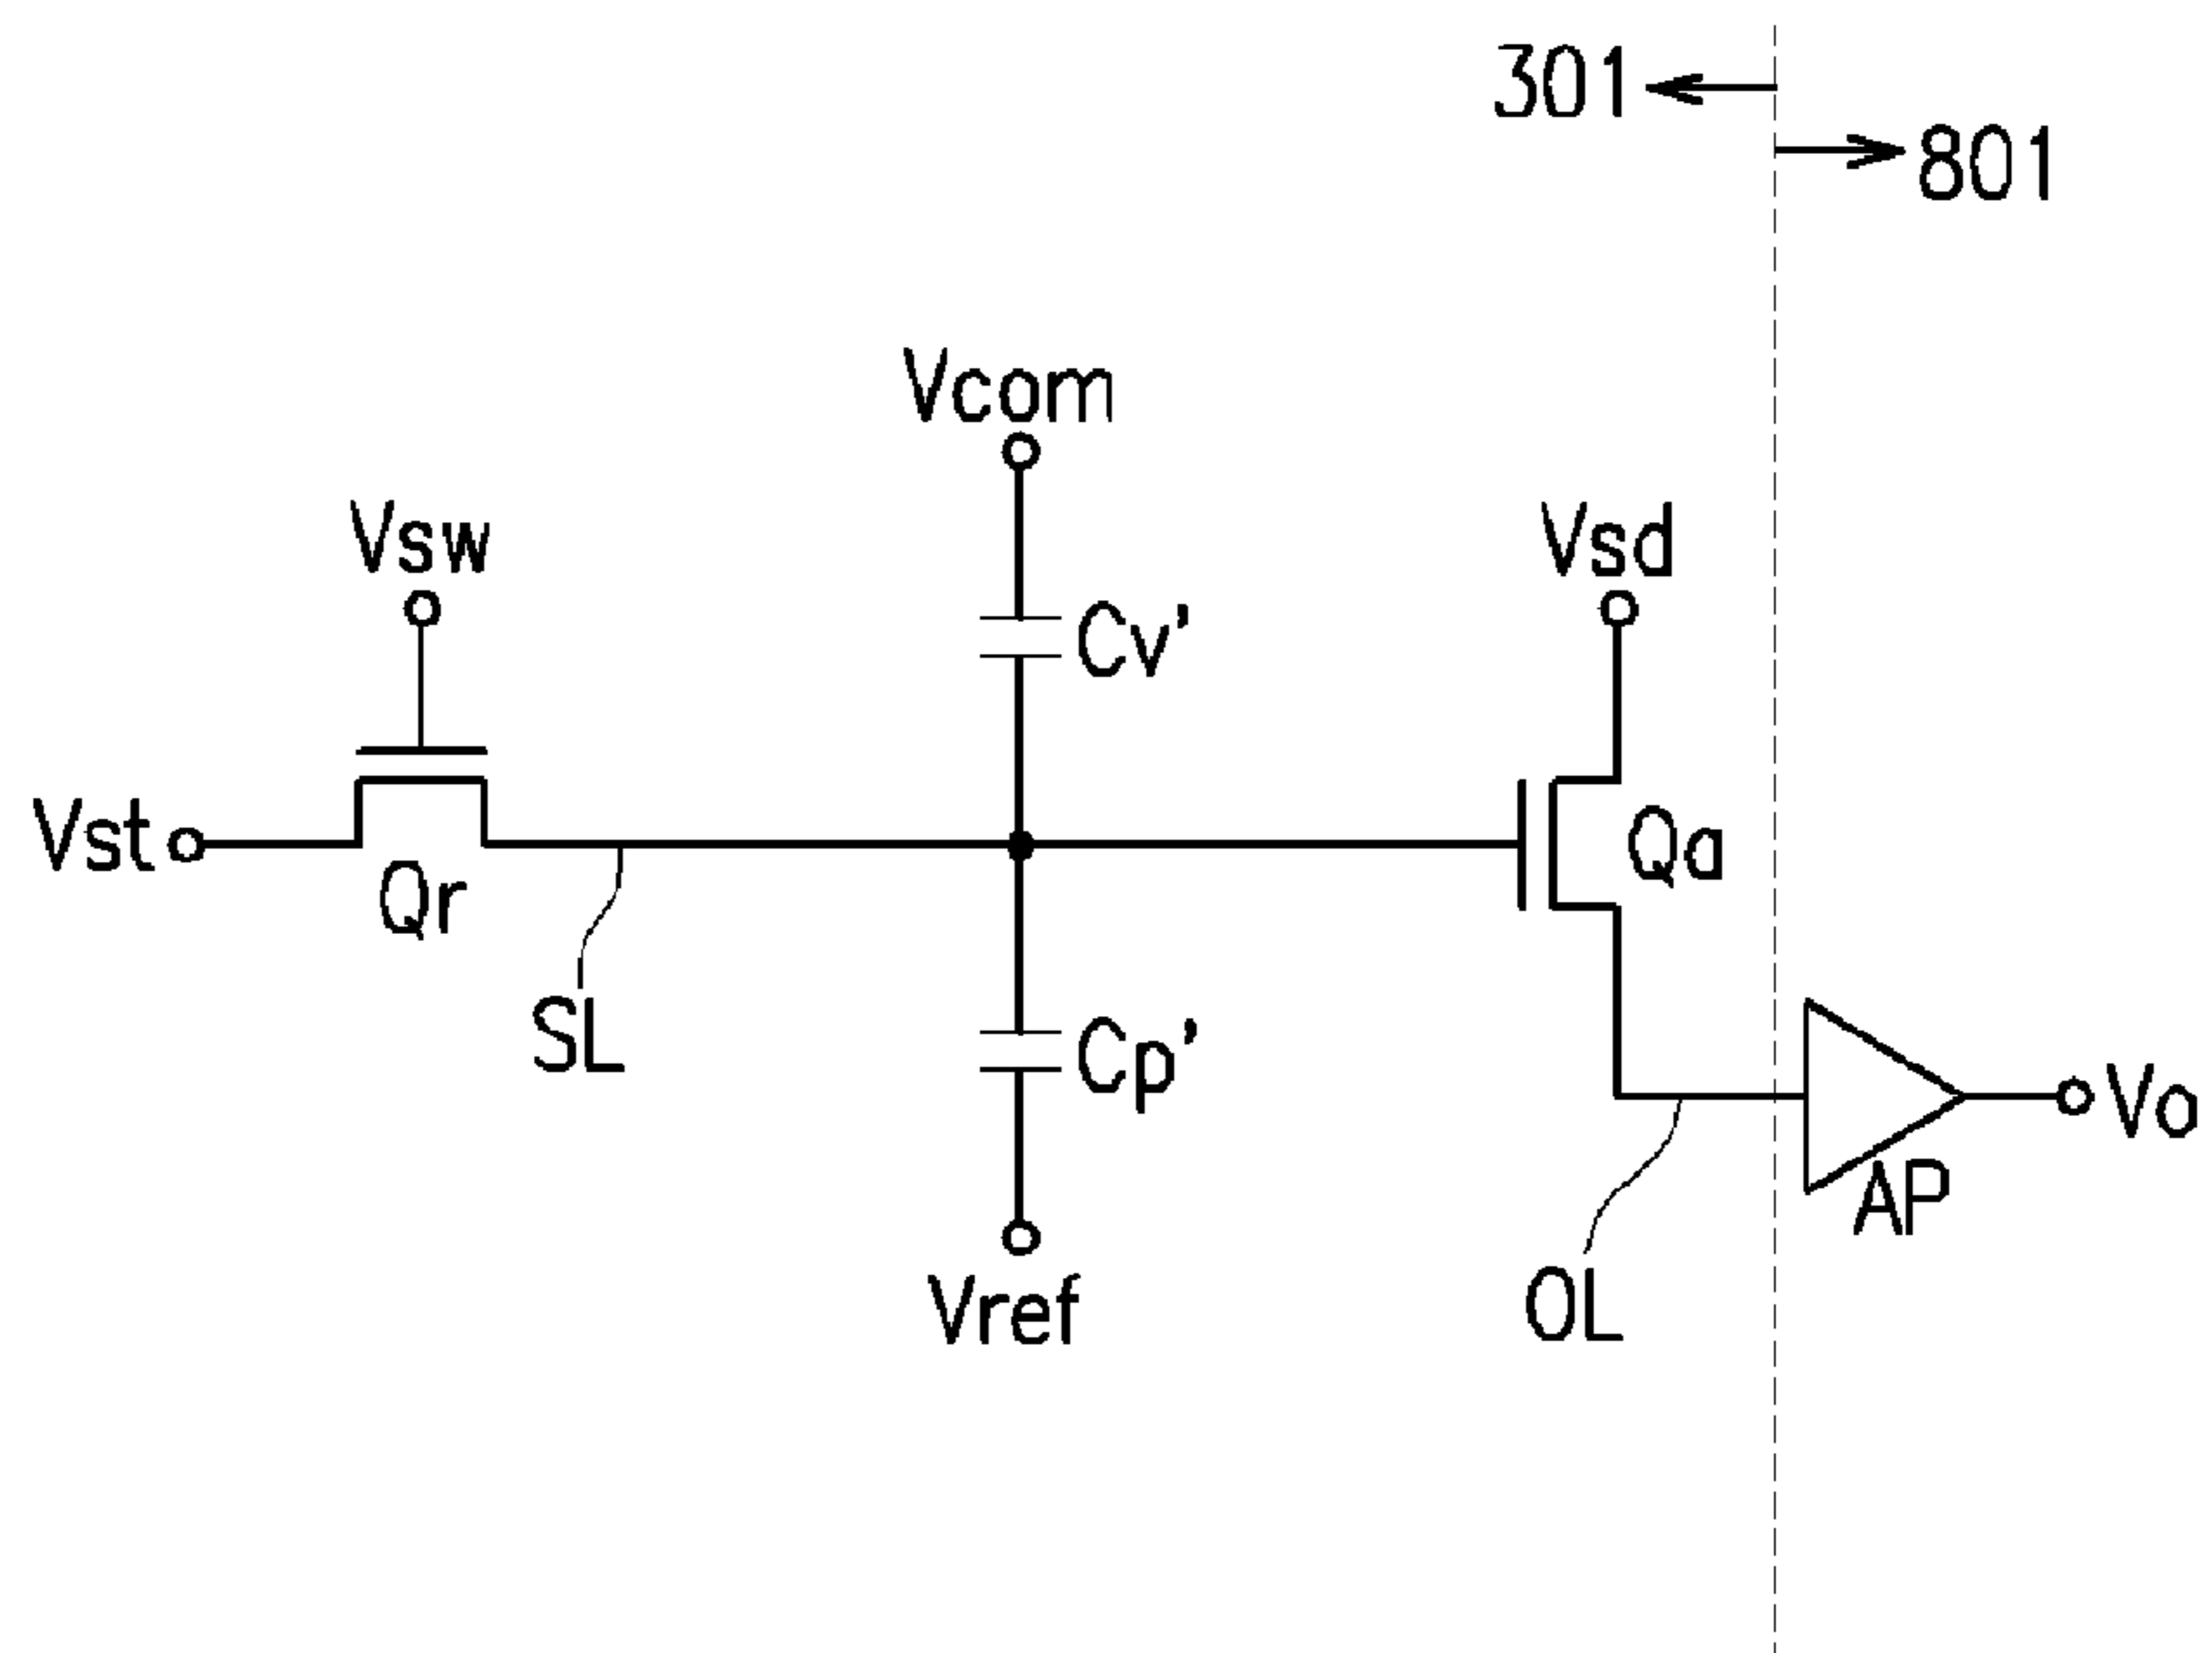 301
801
Vcom
Vsw
Vsd
Cv'
Vst
Qr
Qa
SL
Cp'
Vo
AP
Vref
OL